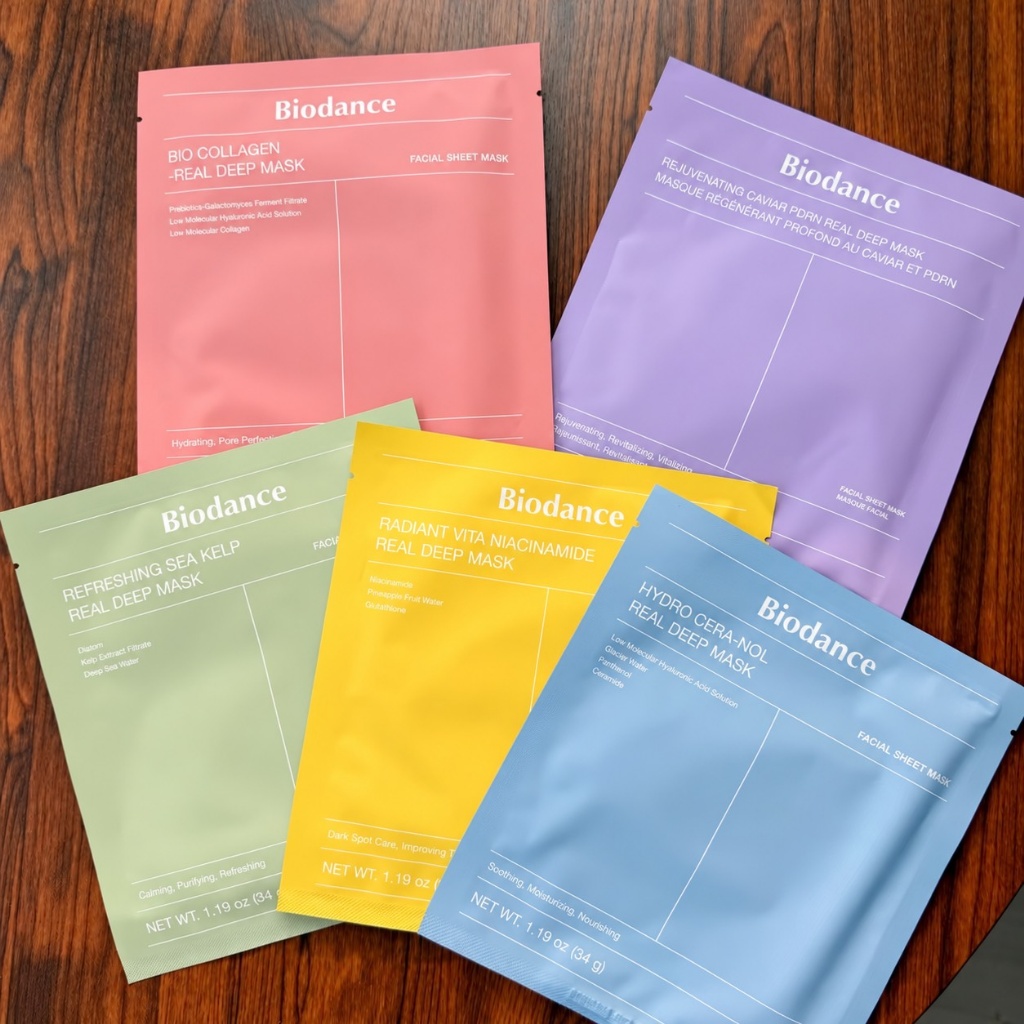 Biodance
BIO COLLAGEN
-REAL DEEP MASK
FACIAL SHEET MASK
Prebiotics-Galactomyces Ferment Filtrate
Low Molecular Hyaluronic Acid Solution
Low Molecular Collagen
Hydrating, Pore
Biodance
REJUVENATING CAVIAR PDRN REAL DEEP MASK
MASQUE RÉGÉNÉRANT PROFOND AU CAVIAR ET PDRN
Rejuvenating, Revitalizing, Vitalizing
FACIAL SHEET MASK
MASQUE FACIAL
Biodance
REFRESHING SEA KELP
REAL DEEP MASK
Diatom
Kelp Extract Filtrate
Deep Sea Water
Calming, Purifying, Refreshing
NET WT. 1.19 oz (34
Biodance
RADIANT VITA NIACINAMIDE
REAL DEEP MASK
Niacinamide
Pineapple Fruit Water
Glutathione
Dark Spot Care, Improving
NET WT. 1.19 oz
Biodance
HYDRO CERA-NOL
REAL DEEP MASK
Low Molecular Hyaluronic Acid Solution
Glacier Water
Panthenol
Ceramide
FACIAL SHEET MASK
Soothing, Moisturizing, Nourishing
NET WT. 1.19 oz (34 g)